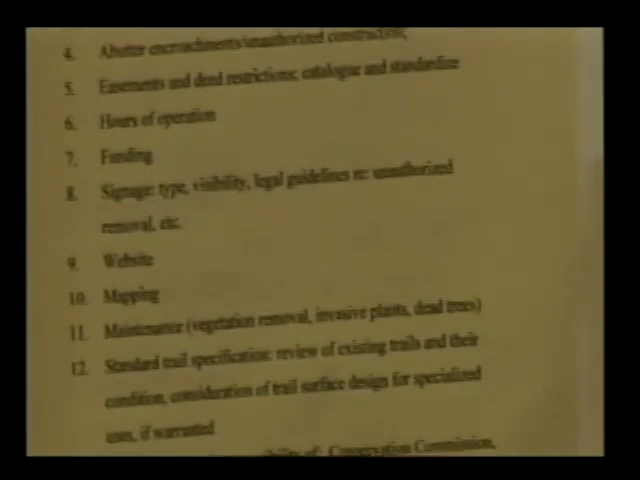 4. Abutter encroachments/unauthorized construction;
5. Easements and deed restrictions; catalogue and standardize
6. Hours of operation
7. Funding
8. Signage: type, visibility, legal guidelines re: unauthorized
removal, etc.
9. Website
10. Mapping
11. Maintenance (vegetation removal, invasive plants, dead trees)
12. Standard trail specification: review of existing trails and their
condition, consideration of trail surface design for specialized
uses, if warranted
of: Conservation Commission,